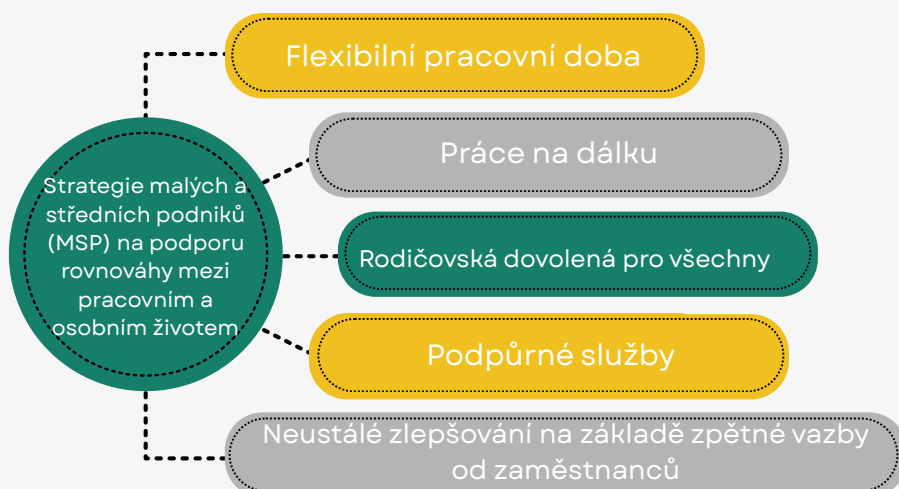 Flexibilní pracovní doba
Práce na dálku
Strategie malých a
středních podniků
(MSP) na podporu
rovnováhy mezi
pracovním a
osobním životem
Rodičovská dovolená pro všechny
Podpůrné služby
Neustálé zlepšování na základě zpětné vazby
od zaměstnanců